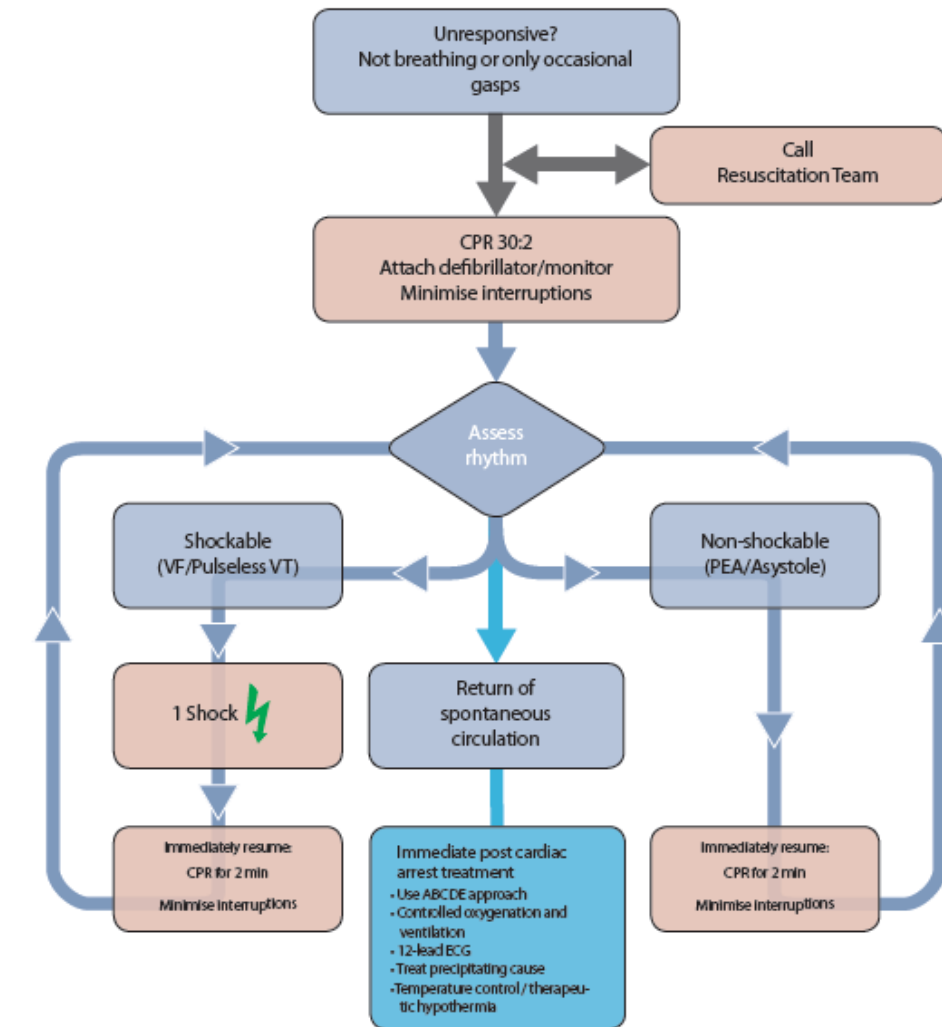 Unresponsive?
Not breathing or only occasional
gasps
Call
Resuscitation Team
CPR 30:2
Attach defibrillator/monitor
Minimise interruptions
Assess
rhythm
Shockable
(VF/Pulseless VT)
Non-shockable
(PEA/Asystole)
1 Shock
Return of
spontaneous
circulation
Immediately resume:
CPR for 2 min
Minimise interruptions
Immediate post cardiac
arrest treatment
• Use ABCDE approach
• Controlled oxygenation and
ventilation
• 12-lead ECG
• Treat precipitating cause
•Temperature control / therapeu-
tic hypothermia
Immediately resume:
CPR for 2 min
Minimise interruptions